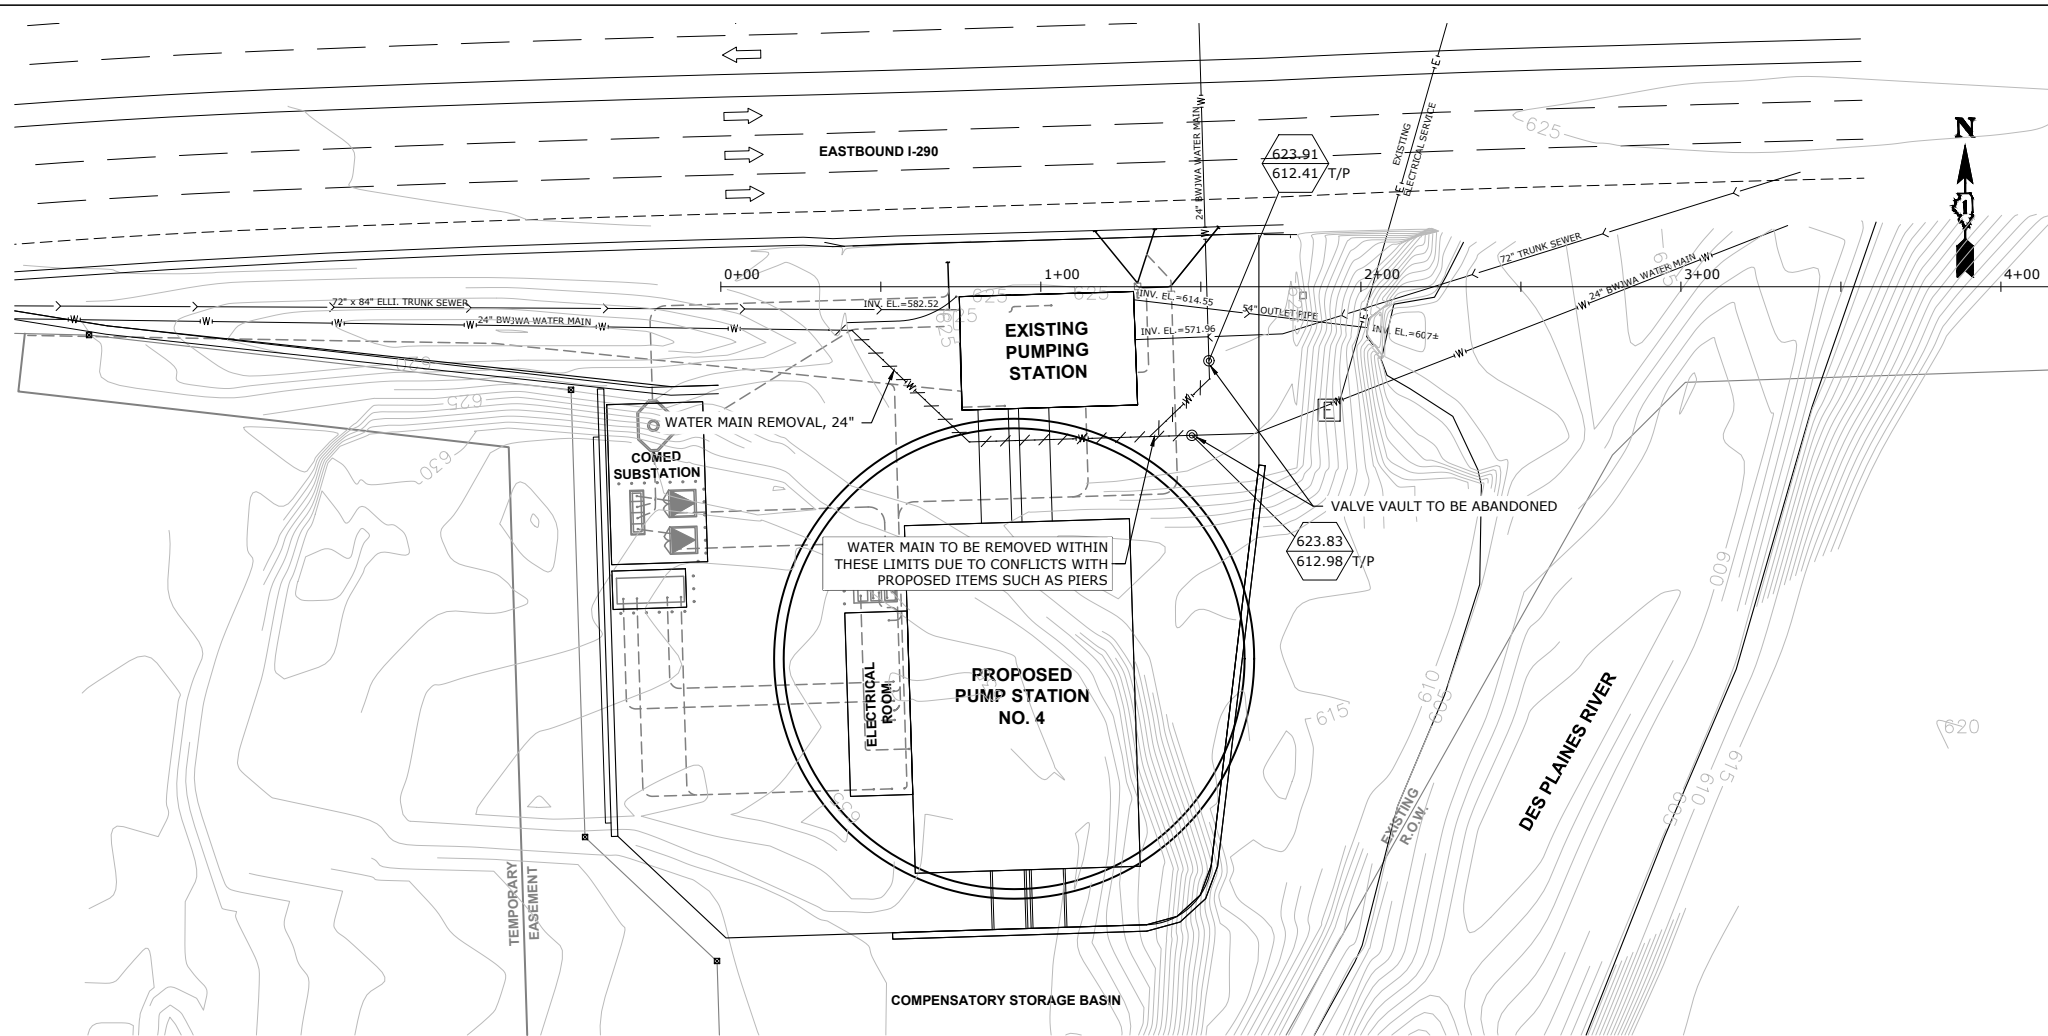 EASTBOUND I-290
24" BWJWA WATER MAIN
W
W
623.91
612.41 T/P
E
EXISTING
ELECTRICAL SERVICE
E
625
N
0+00
1+00
2+00
3+00
4+00
72" TRUNK SEWER
24" BWJWA WATER MAIN
W
W
W
W
72" x 84" ELLI. TRUNK SEWER
INV. EL.=582.52
24" BWJWA WATER MAIN
W
W
W
W
W
W
625
625
625
625
INV. EL.=614.55
54" OUTLET PIPE
INV. EL.=571.96
INV. EL.=607±
E
EXISTING
PUMPING
STATION
W
W
W
E
620
625
630
WATER MAIN REMOVAL, 24"
COMED
SUBSTATION
VALVE VAULT TO BE ABANDONED
623.83
612.98 T/P
WATER MAIN TO BE REMOVED WITHIN
THESE LIMITS DUE TO CONFLICTS WITH
PROPOSED ITEMS SUCH AS PIERS
ELECTRICAL
ROOM
PROPOSED
PUMP STATION
NO. 4
600
610
609
615
615
610
605
620
DES PLAINES RIVER
EXISTING
R.O.W.
TEMPORARY
EASEMENT
COMPENSATORY STORAGE BASIN